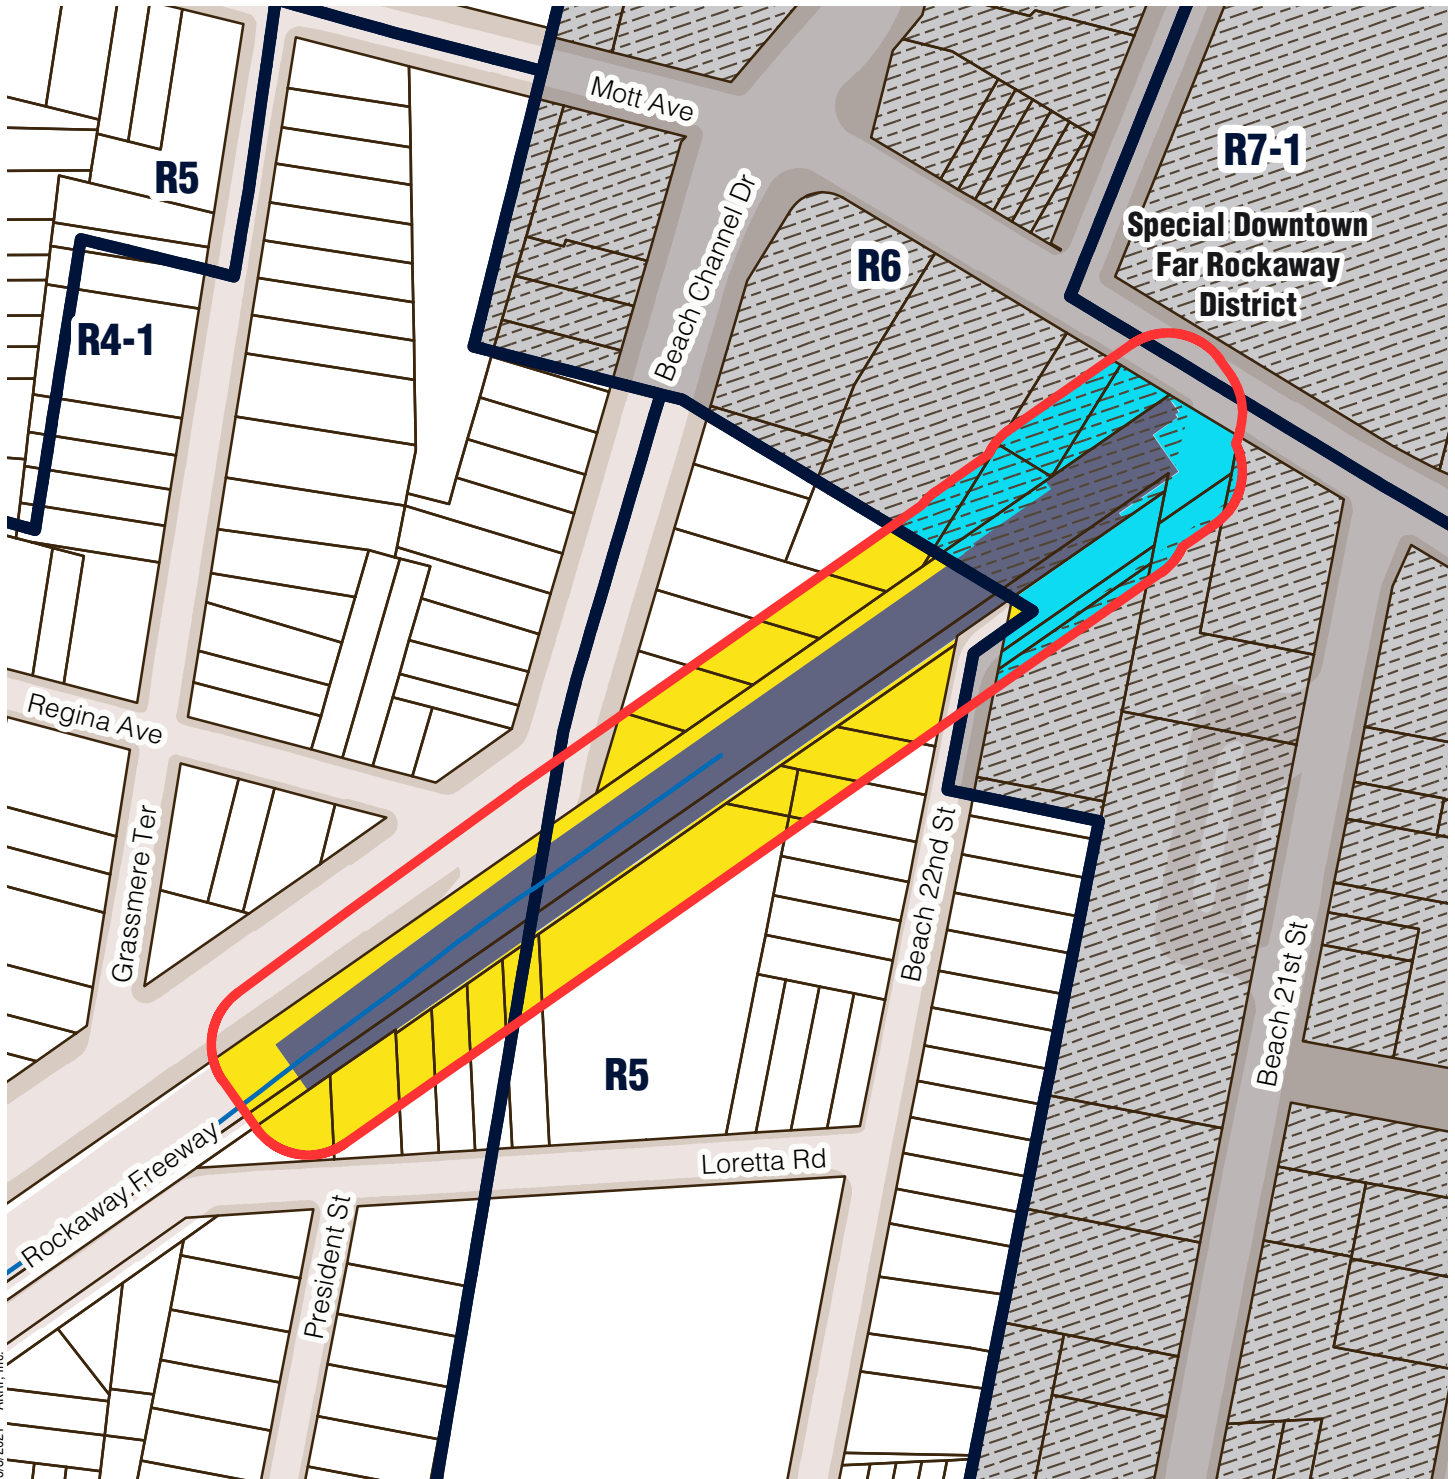 Mott Ave
R7-1
R5
Beach Channel Dr
Special Downtown
Far Rockaway
District
R6
R4-1
Regina Ave
Grassmere Ter
Beach 22nd St
Beach 21st St
R5
Rockaway Freeway
Loretta Rd
President St